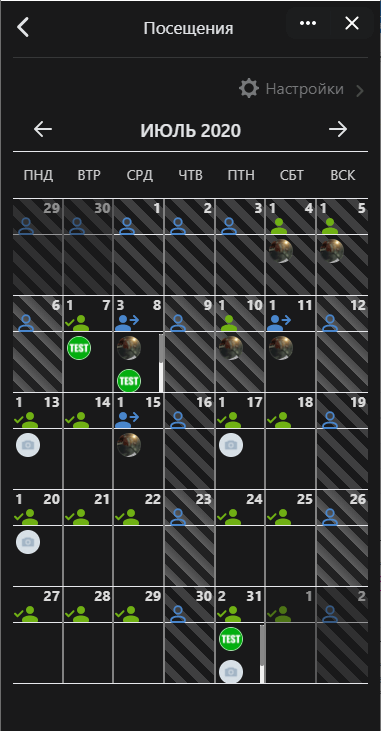 Посещения
Настройки
ИЮЛЬ 2020
ПНД ВТР СРД ЧТВ ПТН СБТ ВСК
29 30 1 2 3 1 4 1 5
6 1 7 3 8 9 1 10 1 11 12
TEST
TEST
1 13 14 1 15 16 1 17 18 19
1 20 21 22 23 24 25 26
27 28 29 30 2 31 1 2
TEST